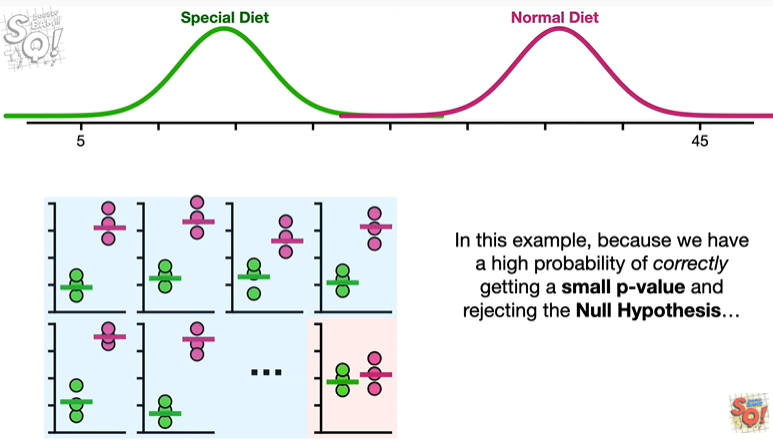 Special Diet
Normal Diet
5
45
In this example, because we have
a high probability of correctly
getting a small p-value and
rejecting the Null Hypothesis…